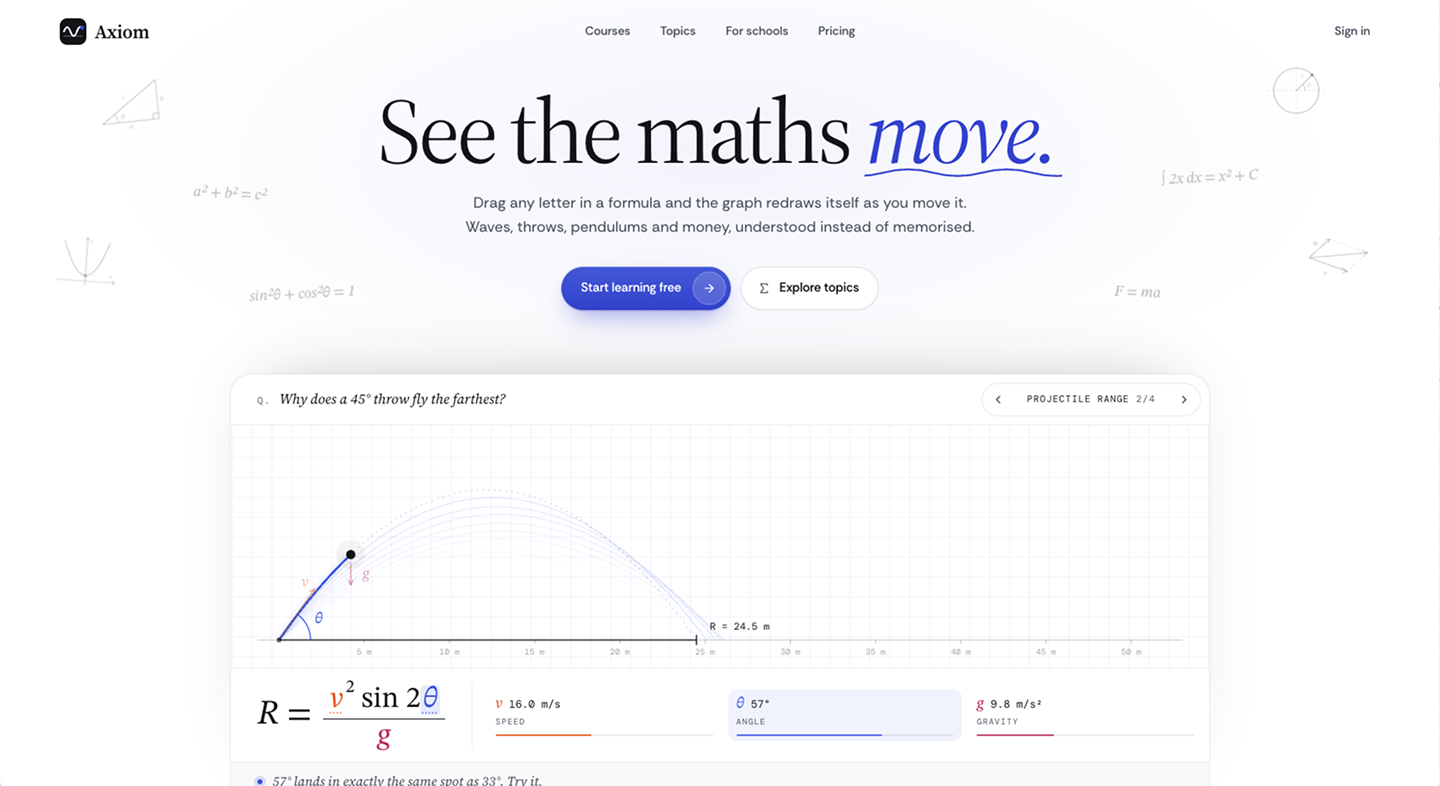 Axiom
Courses
Topics
For schools
Pricing
Sign in
See the maths move.
a² + b² = c²
∫ 2x dx = x² + C
Drag any letter in a formula and the graph redraws itself as you move it.
Waves, throws, pendulums and money, understood instead of memorised.
sin²θ + cos²θ = 1
F = ma
Start learning free →
Σ Explore topics
Q. Why does a 45° throw fly the farthest?
PROJECTILE RANGE 2/4
v
g
θ
R = 24.5 m
5 m
10 m
15 m
20 m
25 m
30 m
35 m
40 m
45 m
50 m
R = v² sin 2θ
g
v 16.0 m/s
SPEED
θ 57°
ANGLE
g 9.8 m/s²
GRAVITY
57° lands in exactly the same spot as 33°. Try it.